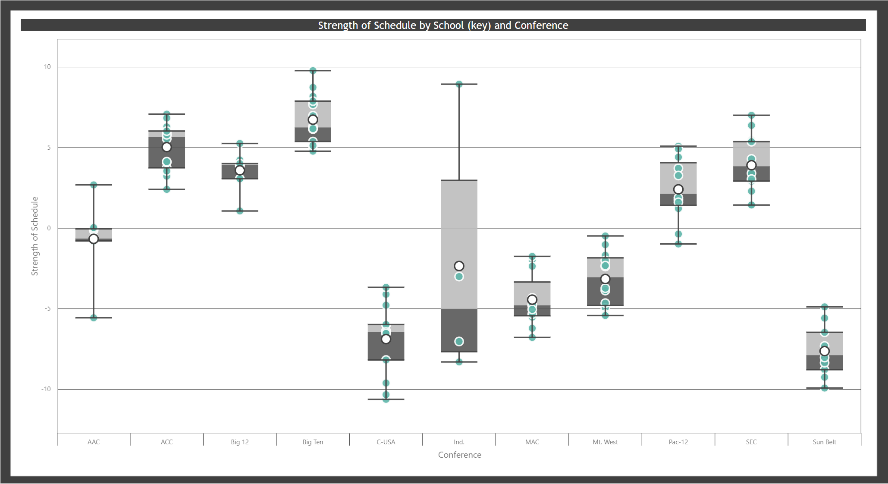 Strength of Schedule by School (key) and Conference
10
5
0
-5
-10
Strength of Schedule
AAC
ACC
Big 12
Big Ten
C-USA
Ind.
MAC
Mt. West
Pac-12
SEC
Sun Belt
Conference